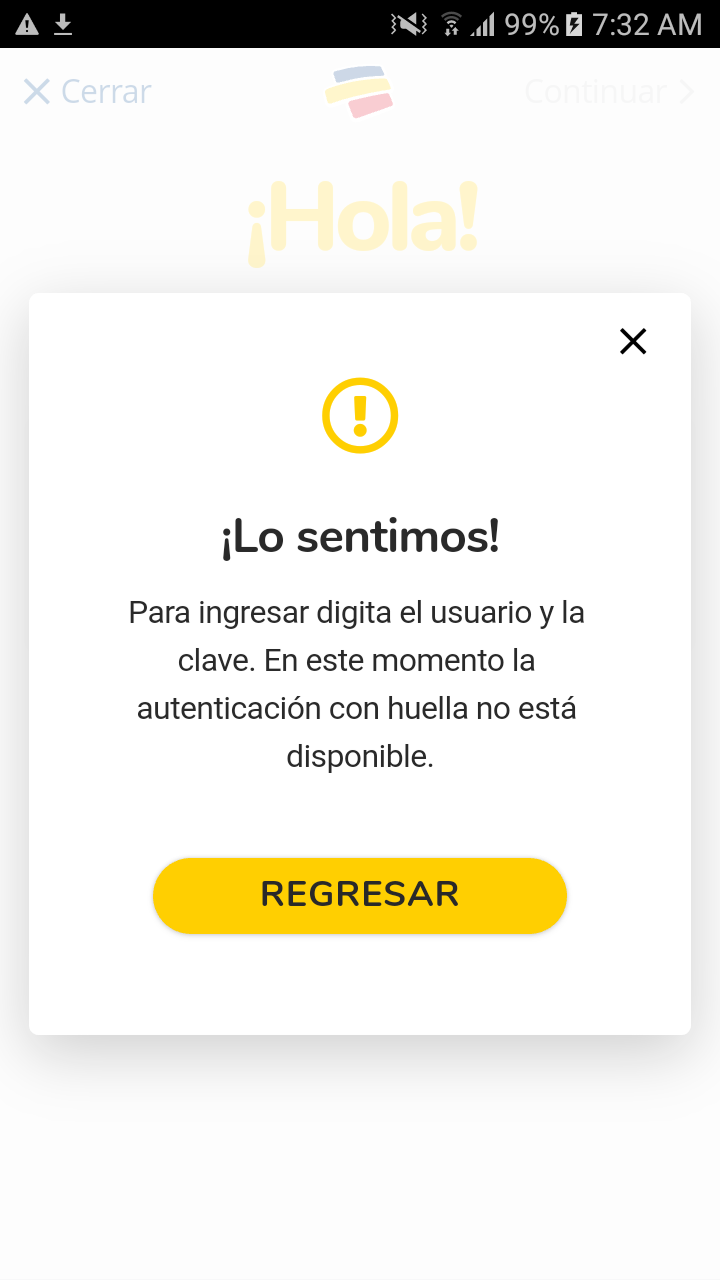 99% 7:32 AM
Cerrar
Continuar
¡Hola!
¡Lo sentimos!
Para ingresar digita el usuario y la
clave. En este momento la
autenticación con huella no está
disponible.
REGRESAR